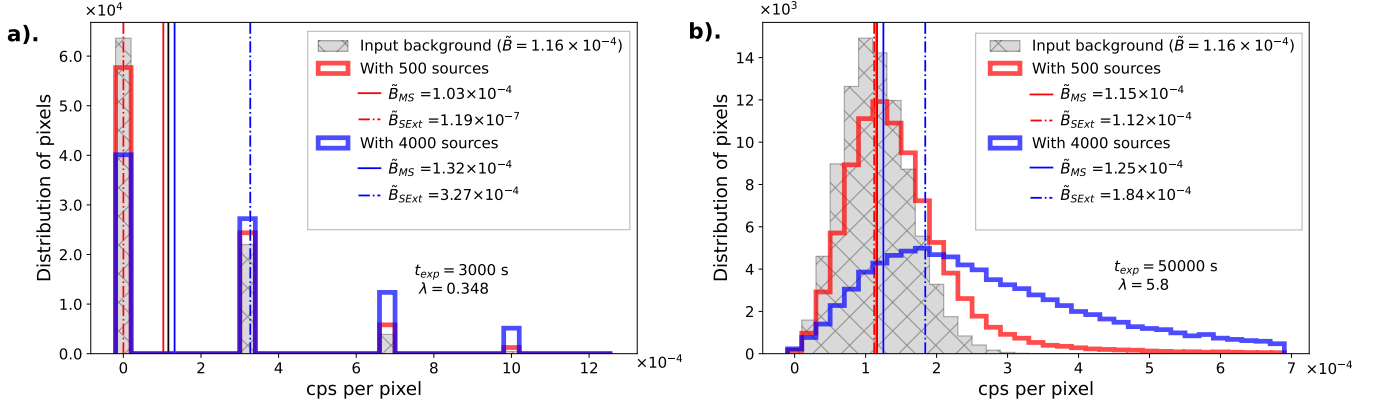 a).
×10⁴
Distribution of pixels
6.0
5.0
4.0
3.0
2.0
1.0
0.0
0
2
4
6
8
10
12
×10⁻⁴
cps per pixel
Input background (B̃ = 1.16 × 10⁻⁴)
With 500 sources
B̃_MS =1.03×10⁻⁴
B̃_SExt =1.19×10⁻⁷
With 4000 sources
B̃_MS =1.32×10⁻⁴
B̃_SExt =3.27×10⁻⁴
t_exp = 3000 s
λ = 0.348
b).
×10³
Distribution of pixels
14
12
10
8
6
4
2
0
0
1
2
3
4
5
6
7
×10⁻⁴
cps per pixel
Input background (B̃ = 1.16 × 10⁻⁴)
With 500 sources
B̃_MS =1.15×10⁻⁴
B̃_SExt =1.12×10⁻⁴
With 4000 sources
B̃_MS =1.25×10⁻⁴
B̃_SExt =1.84×10⁻⁴
t_exp = 50000 s
λ = 5.8